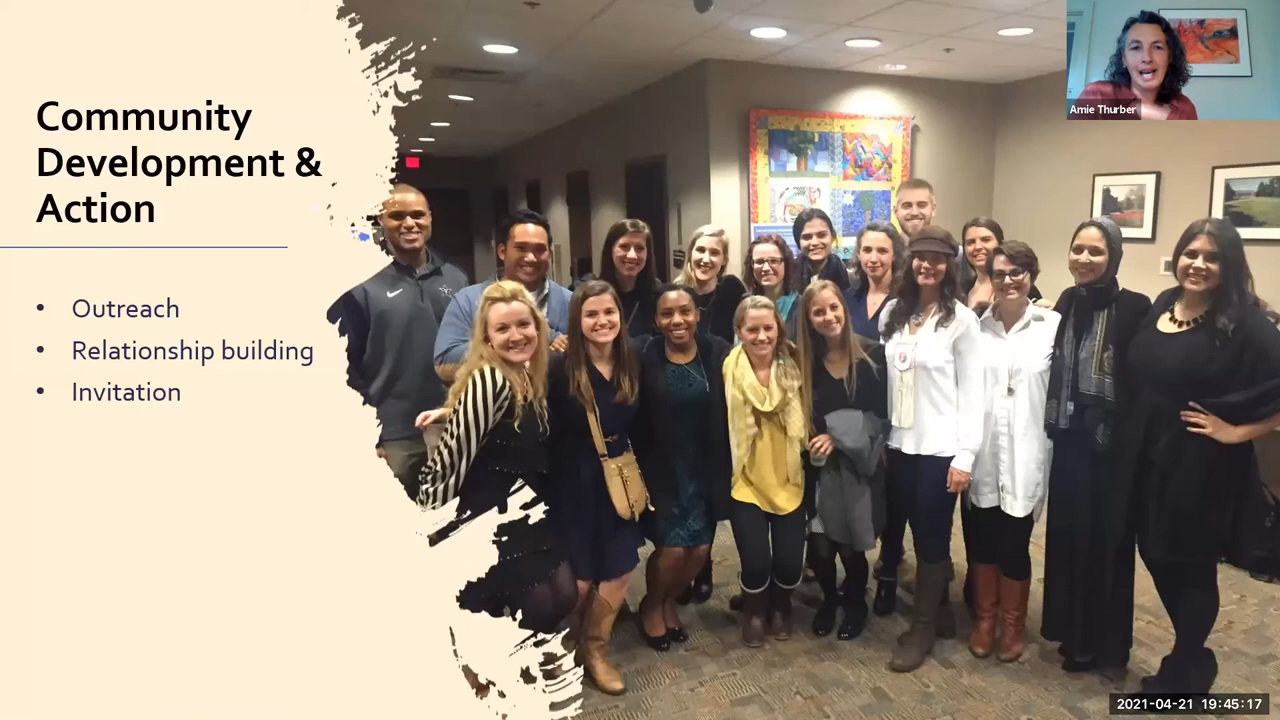 Community
Development &
Action
• Outreach
• Relationship building
• Invitation
Amie Thurber
2021-04-21 19:45:17